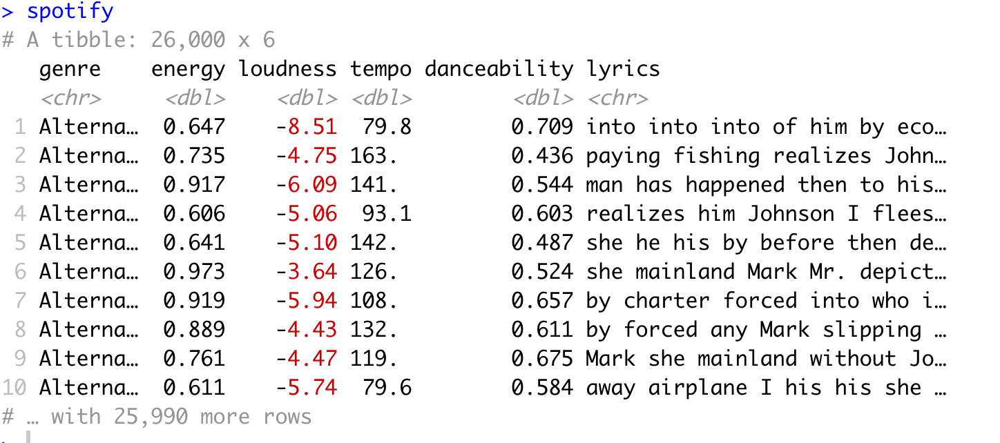 > spotify
# A tibble: 26,000 x 6
   genre    energy loudness tempo danceability lyrics
   <chr>     <dbl>    <dbl> <dbl>        <dbl> <chr>
 1 Alterna…  0.647    -8.51  79.8        0.709 into into into of him by eco…
 2 Alterna…  0.735    -4.75 163.         0.436 paying fishing realizes John…
 3 Alterna…  0.917    -6.09 141.         0.544 man has happened then to his…
 4 Alterna…  0.606    -5.06  93.1        0.603 realizes him Johnson I flees…
 5 Alterna…  0.641    -5.10 142.         0.487 she he his by before then de…
 6 Alterna…  0.973    -3.64 126.         0.524 she mainland Mark Mr. depict…
 7 Alterna…  0.919    -5.94 108.         0.657 by charter forced into who i…
 8 Alterna…  0.889    -4.43 132.         0.611 by forced any Mark slipping …
 9 Alterna…  0.761    -4.47 119.         0.675 Mark she mainland without Jo…
10 Alterna…  0.611    -5.74  79.6        0.584 away airplane I his his she …
# … with 25,990 more rows